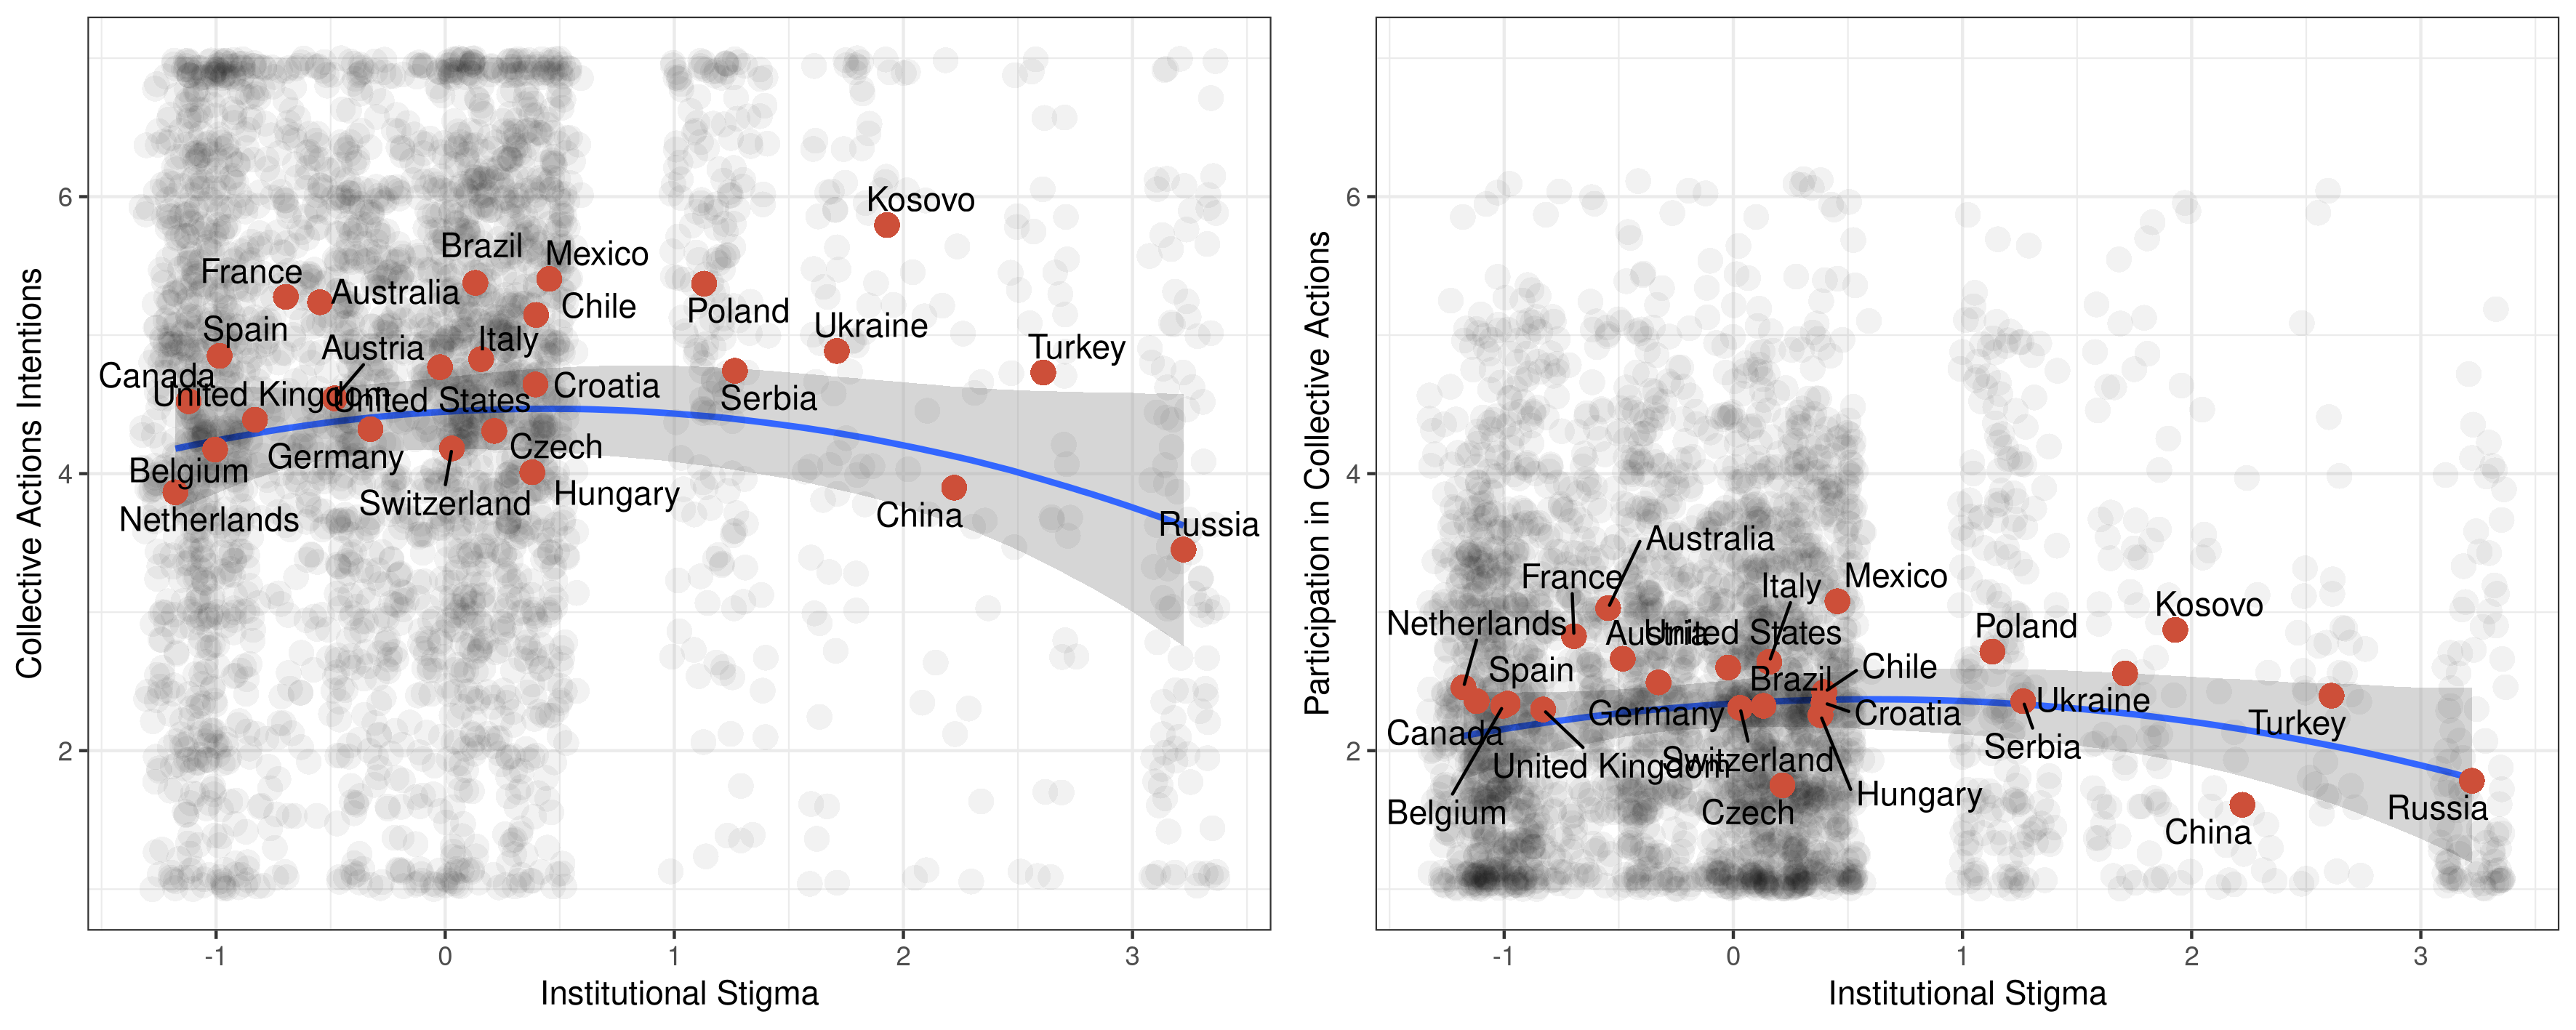 Collective Actions Intentions
6
4
2
Kosovo
Brazil
Mexico
France
Australia
Chile
Poland
Spain
Italy
Ukraine
Austria
Turkey
Canada
United Kingdom
United States
Croatia
Serbia
Germany
Czech
Belgium
Switzerland
Hungary
Netherlands
China
Russia
-1
0
1
2
3
Institutional Stigma
Participation in Collective Actions
6
4
2
Australia
France
Italy
Mexico
Netherlands
Austria
United States
Poland
Kosovo
Spain
Brazil
Chile
Canada
Germany
Croatia
Ukraine
Turkey
Serbia
United Kingdom
Switzerland
Belgium
Czech
Hungary
China
Russia
-1
0
1
2
3
Institutional Stigma